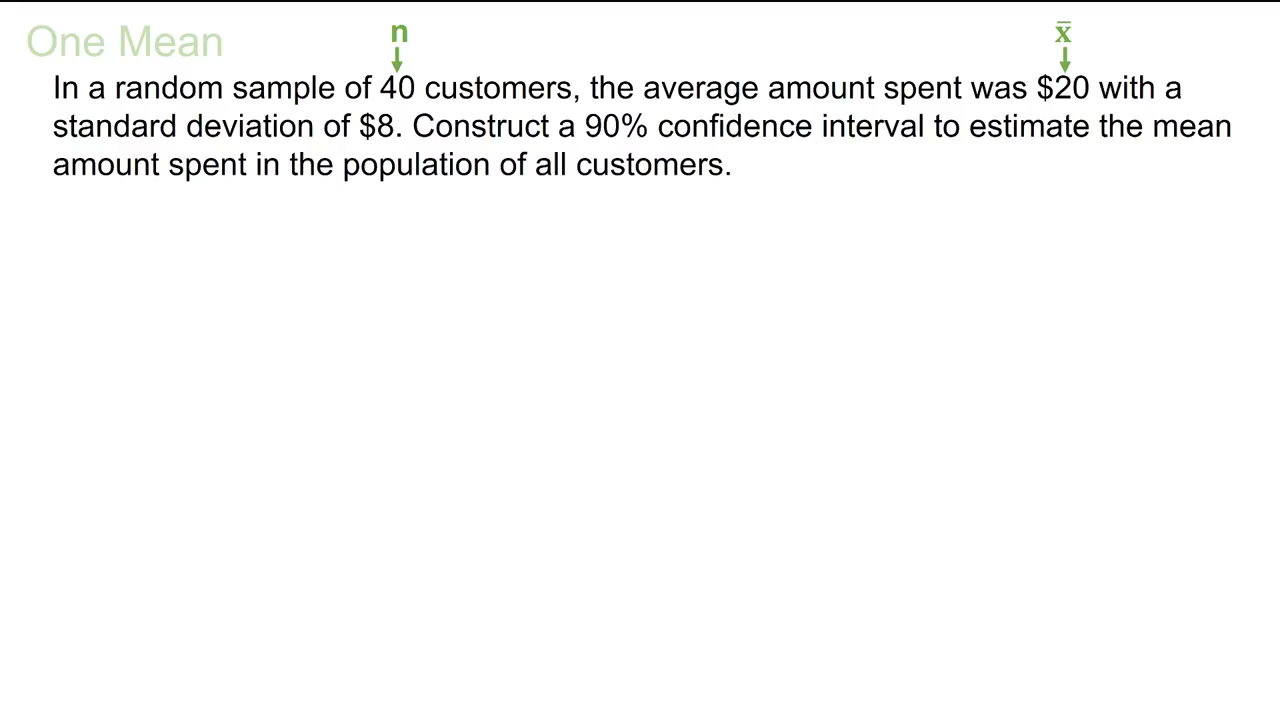 One Mean
n
x̄
In a random sample of 40 customers, the average amount spent was $20 with a
standard deviation of $8. Construct a 90% confidence interval to estimate the mean
amount spent in the population of all customers.